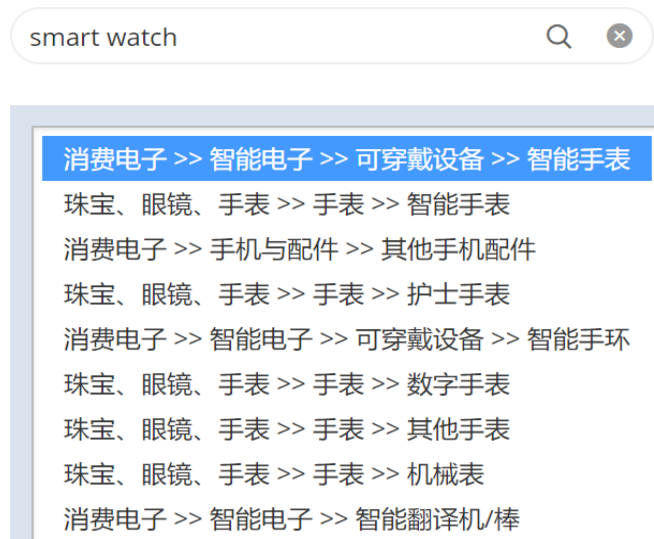 smart watch
消费电子 >> 智能电子 >> 可穿戴设备 >> 智能手表
珠宝、眼镜、手表 >> 手表 >> 智能手表
消费电子 >> 手机与配件 >> 其他手机配件
珠宝、眼镜、手表 >> 手表 >> 护士手表
消费电子 >> 智能电子 >> 可穿戴设备 >> 智能手环
珠宝、眼镜、手表 >> 手表 >> 数字手表
珠宝、眼镜、手表 >> 手表 >> 其他手表
珠宝、眼镜、手表 >> 手表 >> 机械表
消费电子 >> 智能电子 >> 智能翻译机/棒